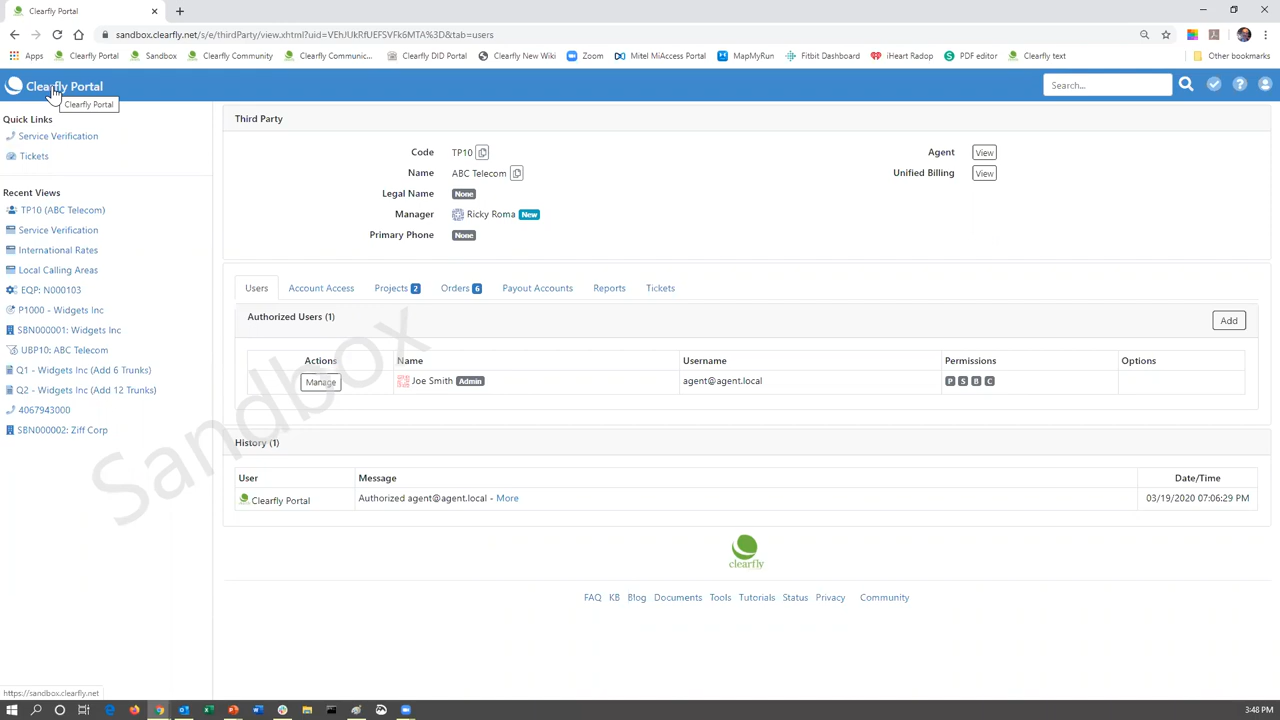 Clearfly Portal
sandbox.clearfly.net/s/e/thirdParty/view.xhtml?uid=VEhJUkRfUEFSVFk6MTA%3D&tab=users
Apps Clearfly Portal Sandbox Clearfly Community Clearfly Communic... Clearfly DID Portal Clearfly New Wiki Zoom Mitel MiAccess Portal MapMyRun Fitbit Dashboard iHeart Radop PDF editor Clearfly text Other bookmarks
Clearfly Portal Search...
Clearfly Portal
Quick Links
Service Verification
Tickets
Recent Views
TP10 (ABC Telecom)
Service Verification
International Rates
Local Calling Areas
EQP: N000103
P1000 - Widgets Inc
SBN000001: Widgets Inc
UBP10: ABC Telecom
Q1 - Widgets Inc (Add 6 Trunks)
Q2 - Widgets Inc (Add 12 Trunks)
4067943000
SBN000002: Ziff Corp
Third Party
Code TP10 Agent View
Name ABC Telecom Unified Billing View
Legal Name None
Manager Ricky Roma New
Primary Phone None
Users Account Access Projects 2 Orders 6 Payout Accounts Reports Tickets
Authorized Users (1) Add
Actions Name Username Permissions Options
Manage Joe Smith Admin agent@agent.local P S B C
History (1)
User Message Date/Time
Clearfly Portal Authorized agent@agent.local - More 03/19/2020 07:06:29 PM
Sandbox
clearfly
FAQ KB Blog Documents Tools Tutorials Status Privacy Community
https://sandbox.clearfly.net
3:48 PM